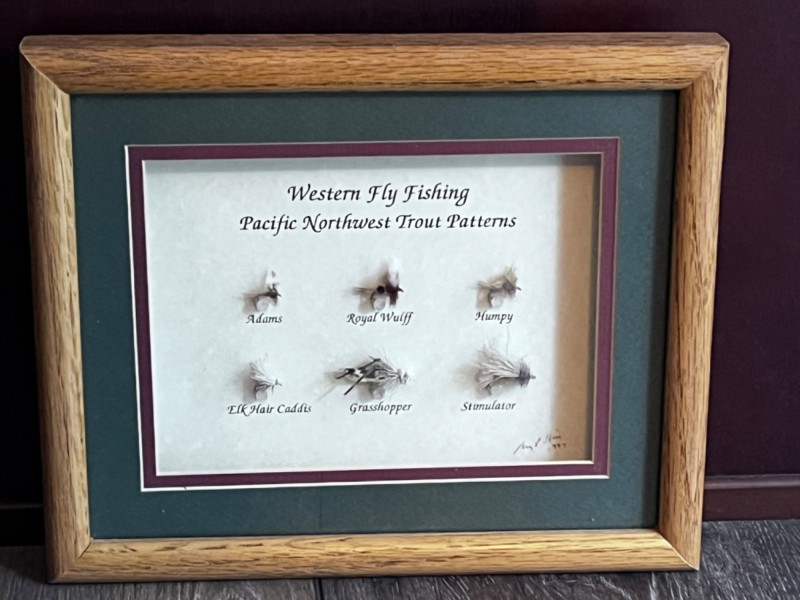 Western Fly Fishing
Pacific Northwest Trout Patterns
Adams Royal Wulff Humpy
Elk Hair Caddis Grasshopper Stimulator